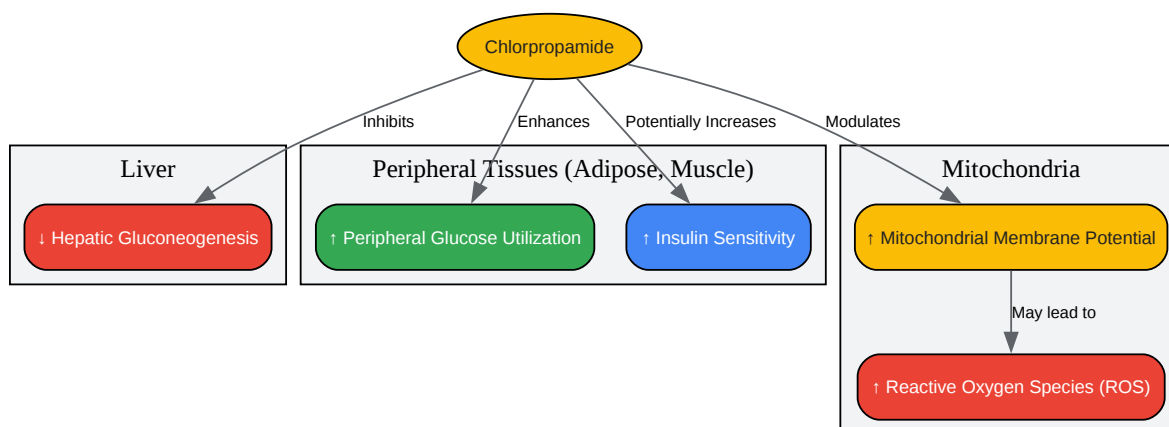 Chlorpropamide
Inhibits
Enhances
Potentially Increases
Modulates
Liver
Peripheral Tissues (Adipose, Muscle)
Mitochondria
↓ Hepatic Gluconeogenesis
↑ Peripheral Glucose Utilization
↑ Insulin Sensitivity
↑ Mitochondrial Membrane Potential
May lead to
↑ Reactive Oxygen Species (ROS)